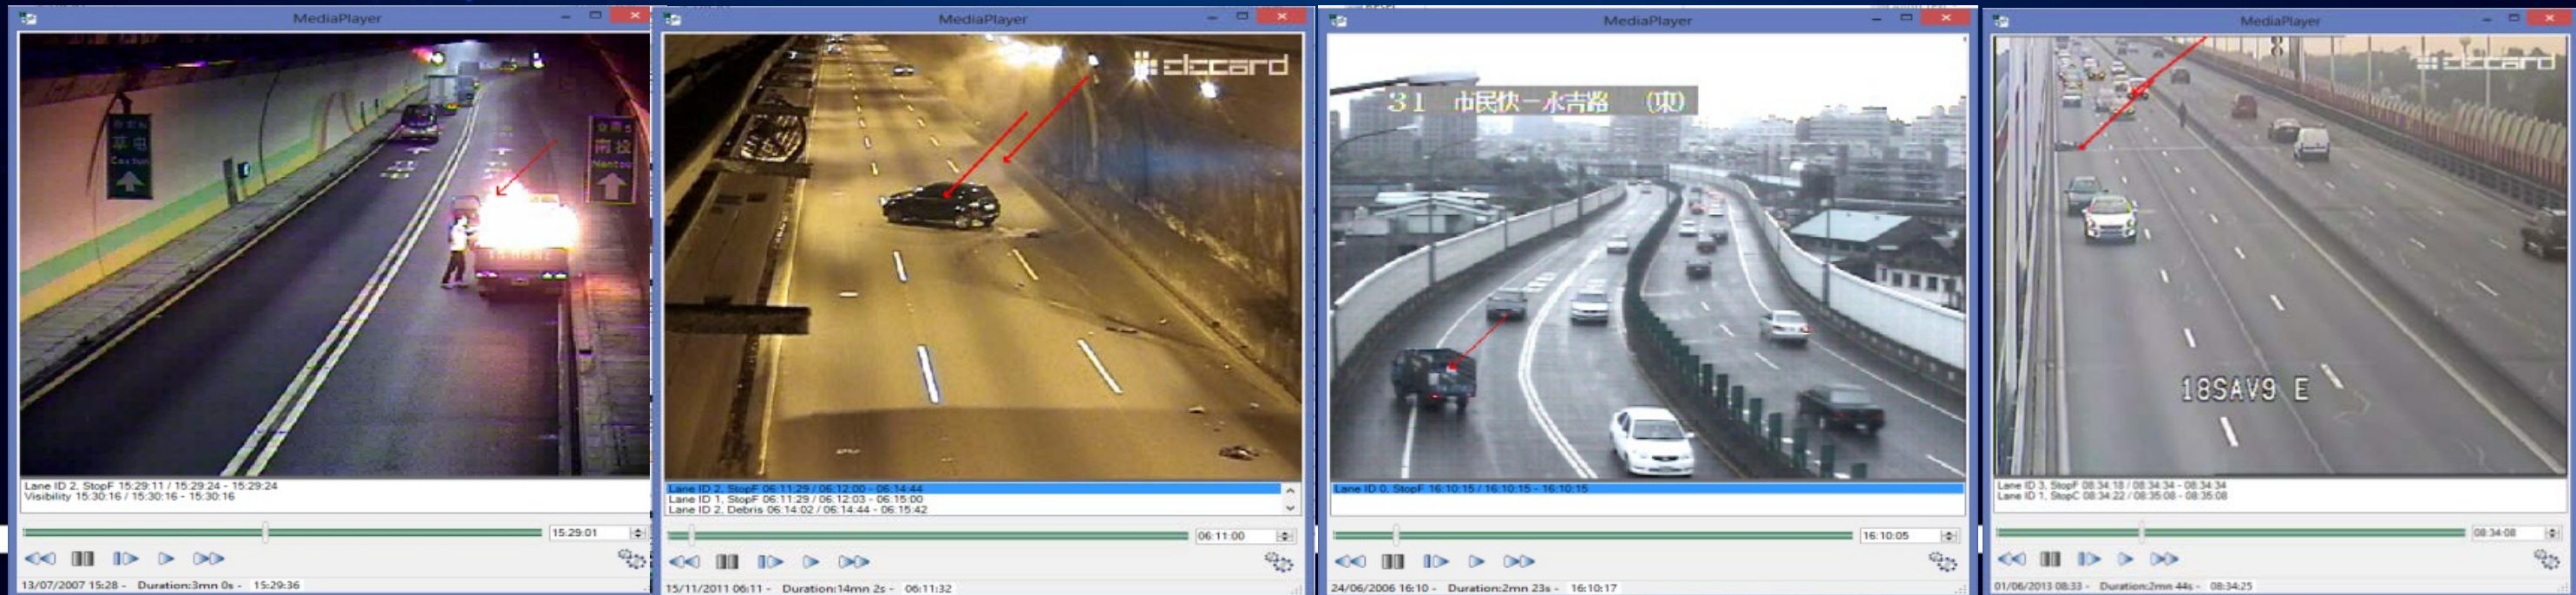 MediaPlayer
草屯
Caotun
南投
Nantou
Lane ID 2, StopF 15:29:11 / 15:29:24 - 15:29:24
Visibility 15:30:16 / 15:30:16 - 15:30:16
15:29:01
13/07/2007 15:28 - Duration:3mn 0s - 15:29:36
MediaPlayer
elecard
Lane ID 2, StopF 06:11:29 / 06:12:00 - 06:14:44
Lane ID 1, StopF 06:11:29 / 06:12:03 - 06:15:00
Lane ID 2, Debris 06:14:02 / 06:14:44 - 06:15:42
06:11:00
15/11/2011 06:11 - Duration:14mn 2s - 06:11:32
MediaPlayer
31 市民快－永吉路 (東)
Lane ID 0, StopF 16:10:15 / 16:10:15 - 16:10:15
16:10:05
24/06/2006 16:10 - Duration:2mn 23s - 16:10:17
MediaPlayer
elecard
18SAV9 E
Lane ID 3, StopF 08:34:18 / 08:34:34 - 08:34:34
Lane ID 1, StopC 08:34:22 / 08:35:08 - 08:35:08
08:34:08
01/06/2013 08:33 - Duration:2mn 44s - 08:34:25